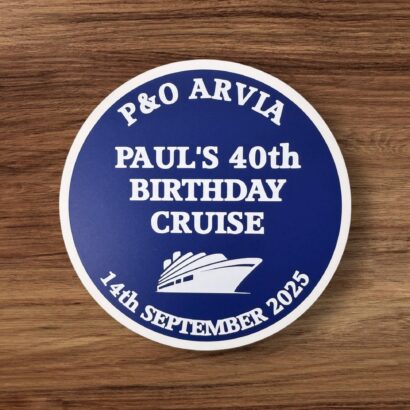 P&O ARVIA
PAUL'S 40th
BIRTHDAY
CRUISE
14th SEPTEMBER 2025